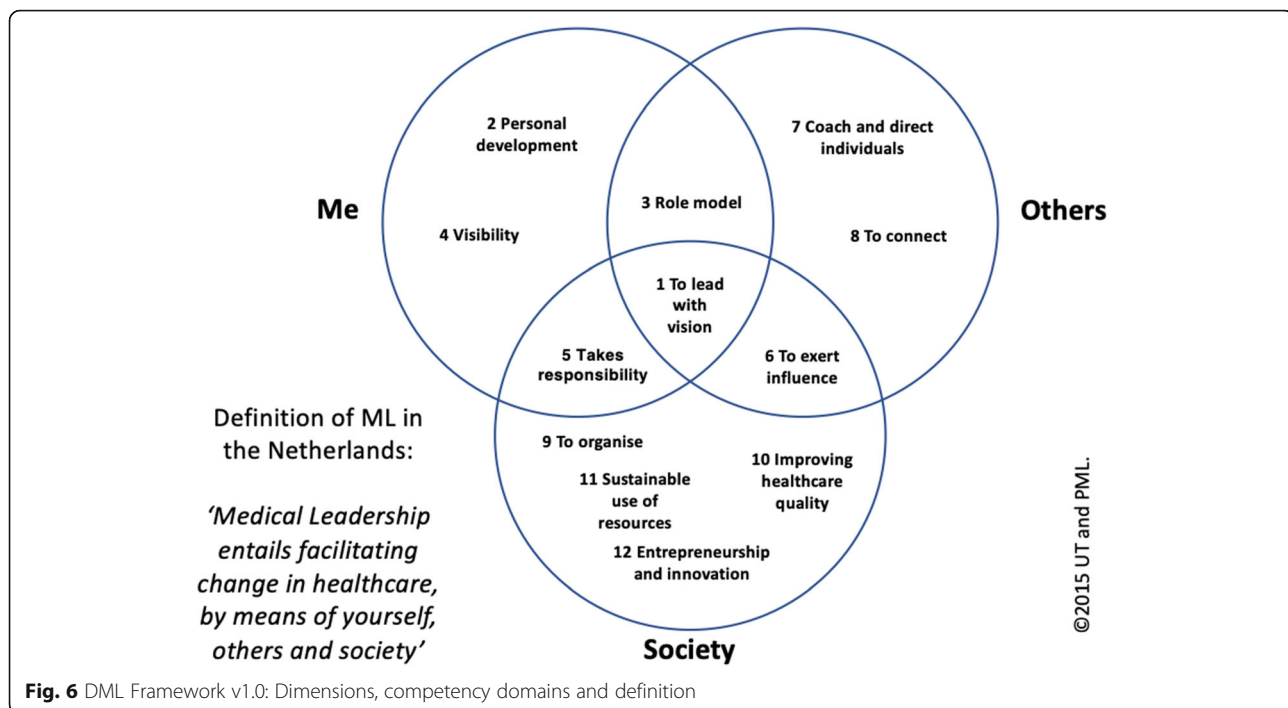 2 Personal
development
7 Coach and direct
individuals
Me
3 Role model
Others
4 Visibility
8 To connect
1 To lead
with
vision
5 Takes
responsibility
6 To exert
influence
Definition of ML in
the Netherlands:
9 To organise
10 Improving
healthcare
quality
11 Sustainable
use of
resources
12 Entrepreneurship
and innovation
‘Medical Leadership
entails facilitating
change in healthcare,
by means of yourself,
others and society’
Society
©2015 UT and PML.
Fig. 6 DML Framework v1.0: Dimensions, competency domains and definition